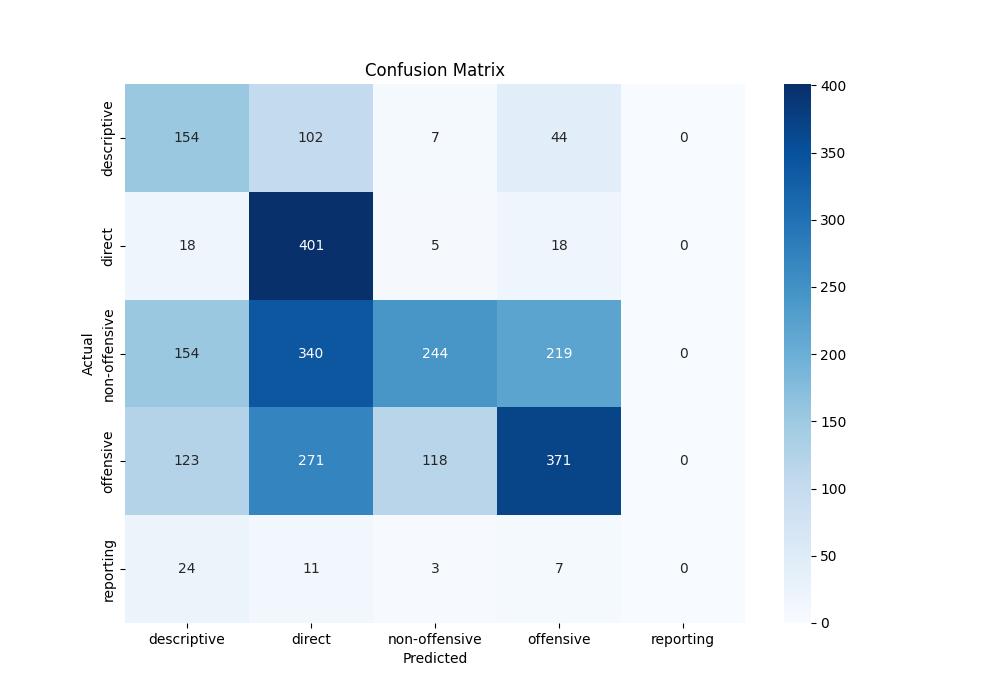 Confusion Matrix
descriptive 154 102 7 44 0
direct 18 401 5 18 0
non-offensive 154 340 244 219 0
offensive 123 271 118 371 0
reporting 24 11 3 7 0
Actual
descriptive direct non-offensive offensive reporting
Predicted
400
350
300
250
200
150
100
50
0